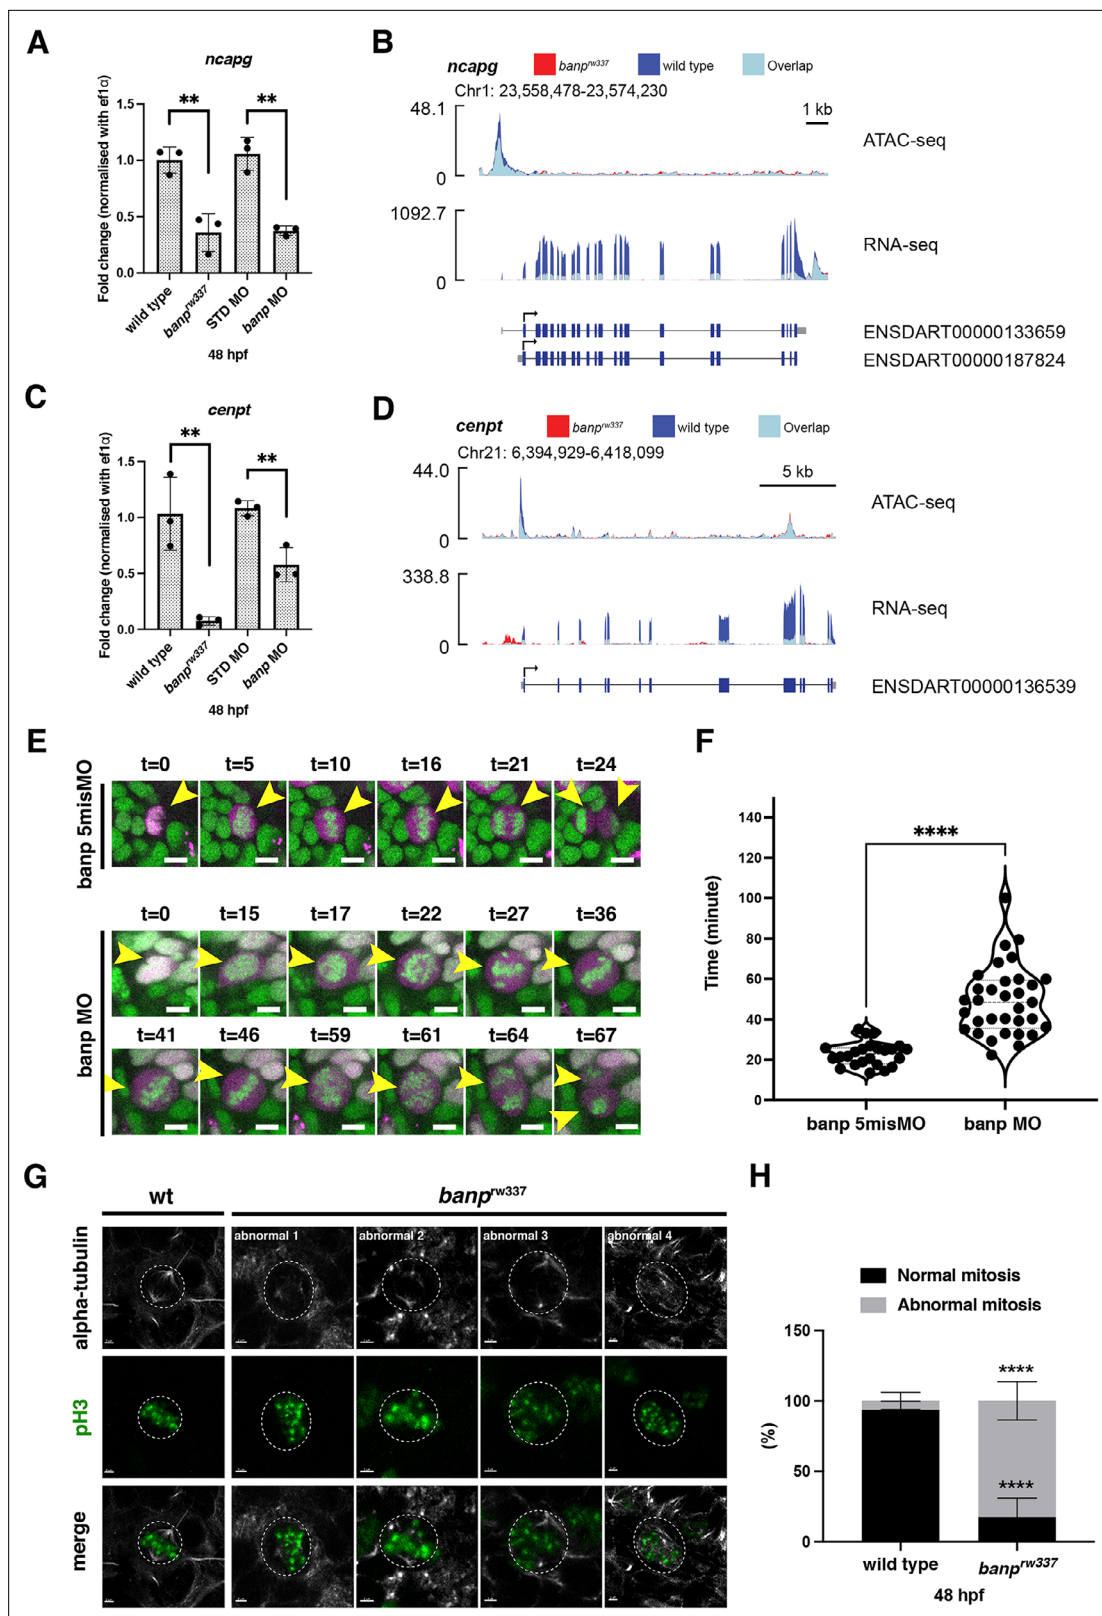 A
ncapg
Fold change (normalised with ef1α)
1.5
1.0
0.5
0.0
**
**
wild type
banprw337
STD MO
banp MO
48 hpf
B
ncapg
banprw337
wild type
Overlap
Chr1: 23,558,478-23,574,230
1 kb
48.1
0
ATAC-seq
1092.7
0
RNA-seq
ENSDART00000133659
ENSDART00000187824
C
cenpt
Fold change (normalised with ef1α)
1.5
1.0
0.5
0.0
**
**
wild type
banprw337
STD MO
banp MO
48 hpf
D
cenpt
banprw337
wild type
Overlap
Chr21: 6,394,929-6,418,099
5 kb
44.0
0
ATAC-seq
338.8
0
RNA-seq
ENSDART00000136539
E
banp 5misMO
t=0 t=5 t=10 t=16 t=21 t=24
banp MO
t=0 t=15 t=17 t=22 t=27 t=36
t=41 t=46 t=59 t=61 t=64 t=67
F
Time (minute)
140
120
100
80
60
40
20
0
****
banp 5misMO
banp MO
G
wt
banprw337
abnormal 1
abnormal 2
abnormal 3
abnormal 4
alpha-tubulin
pH3
merge
H
Normal mitosis
Abnormal mitosis
(%)
150
100
50
0
****
****
wild type
banprw337
48 hpf